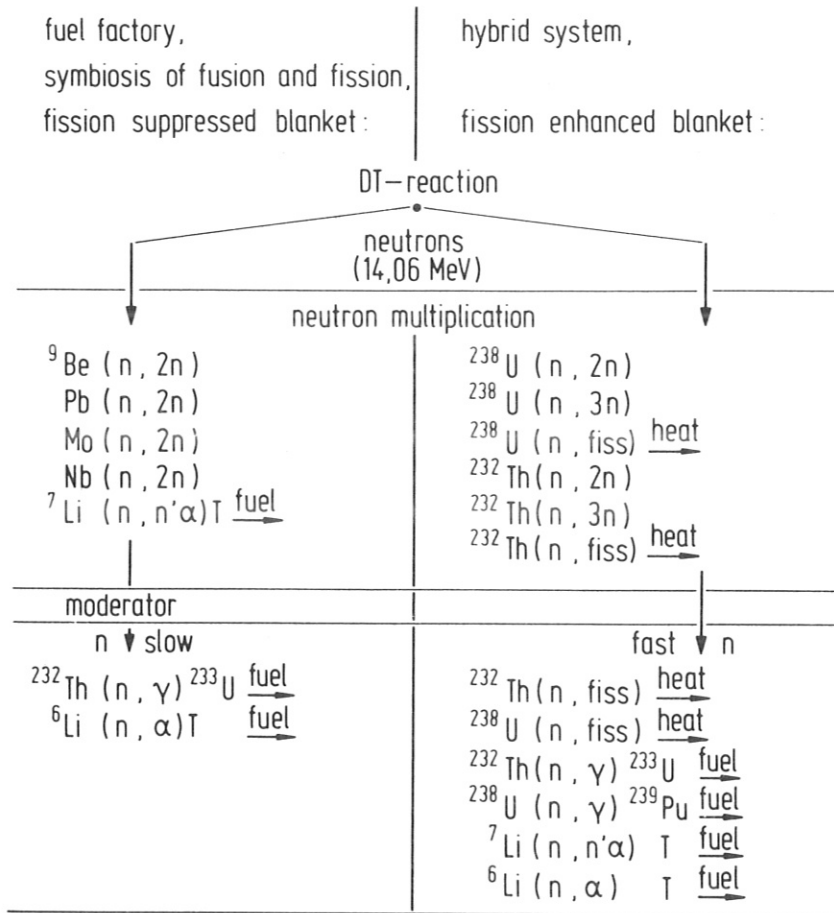 fuel factory,
symbiosis of fusion and fission,
fission suppressed blanket:
hybrid system,
fission enhanced blanket:
DT–reaction
neutrons
(14,06 MeV)
neutron multiplication
⁹Be (n, 2n)
Pb (n, 2n)
Mo (n, 2n)
Nb (n, 2n)
⁷Li (n, n'α)T fuel
²³⁸U (n, 2n)
²³⁸U (n, 3n)
²³⁸U (n, fiss) heat
²³²Th (n, 2n)
²³²Th (n, 3n)
²³²Th (n, fiss) heat
moderator
n slow
²³²Th (n, γ) ²³³U fuel
⁶Li (n, α)T fuel
fast n
²³²Th (n, fiss) heat
²³⁸U (n, fiss) heat
²³²Th (n, γ) ²³³U fuel
²³⁸U (n, γ) ²³⁹Pu fuel
⁷Li (n, n'α) T fuel
⁶Li (n, α) T fuel